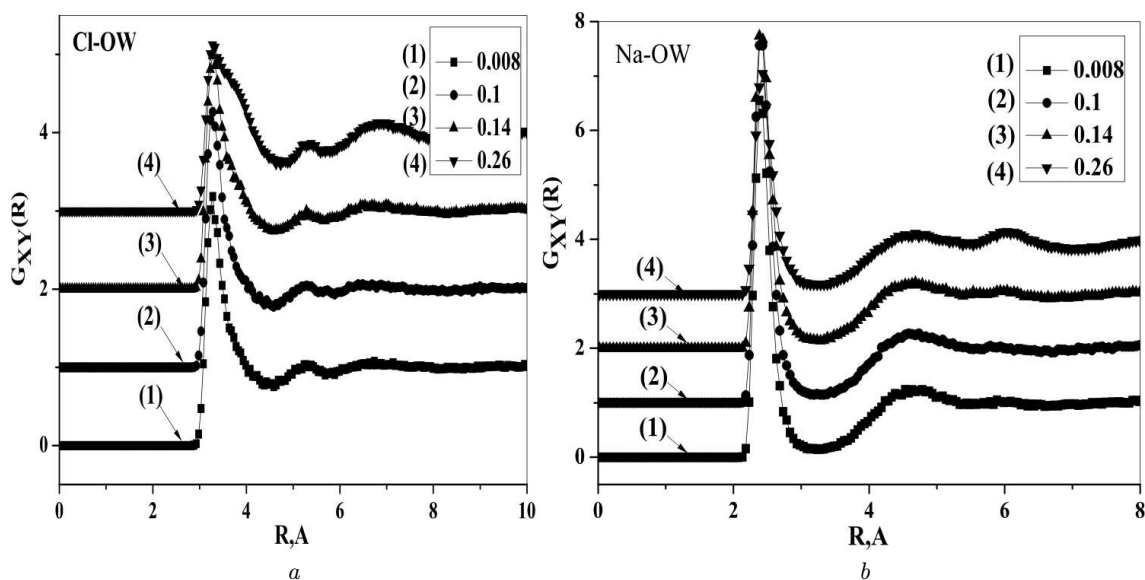 Cl-OW
(1) 0.008
(2) 0.1
(3) 0.14
(4) 0.26
(4)
(3)
(2)
(1)
G_XY(R)
4
2
0
0 2 4 6 8 10
R,A
a
Na-OW
(1) 0.008
(2) 0.1
(3) 0.14
(4) 0.26
(4)
(3)
(2)
(1)
G_XY(R)
8
6
4
2
0
0 2 4 6 8
R,A
b